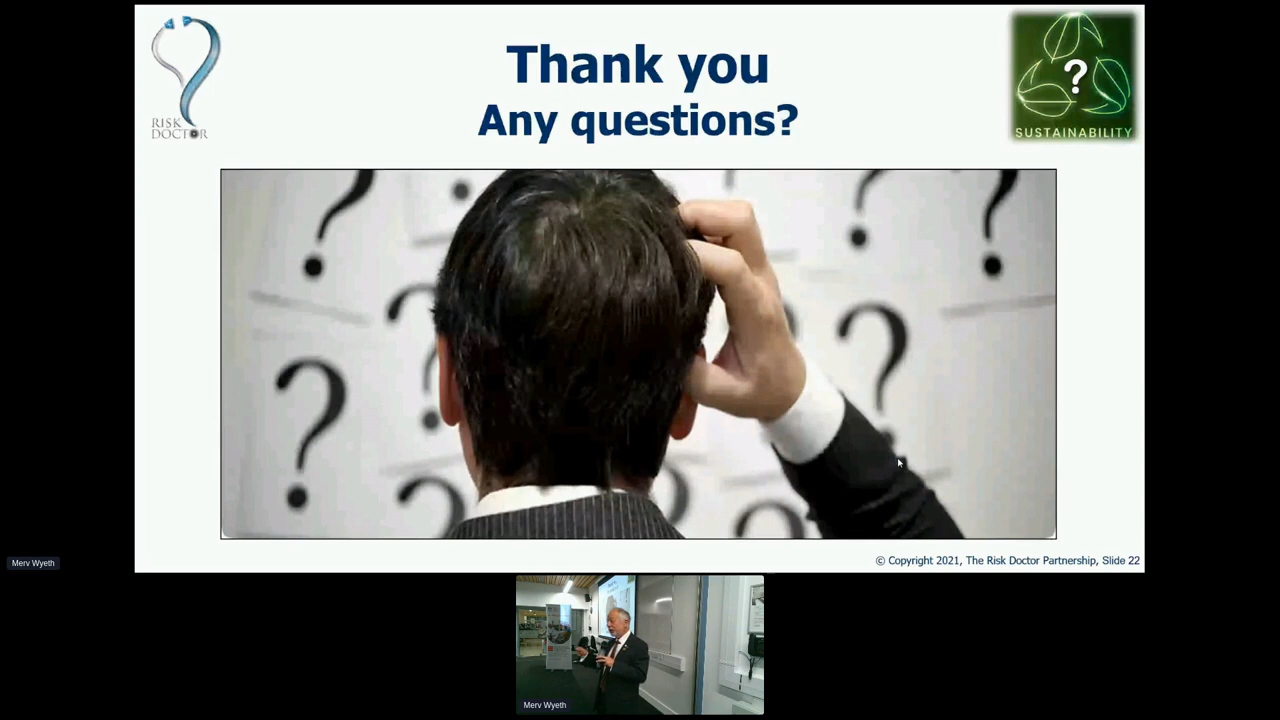 Thank you
Any questions?
RISK
DOCTOR
?
SUSTAINABILITY
© Copyright 2021, The Risk Doctor Partnership, Slide 22
Merv Wyeth
Merv Wyeth